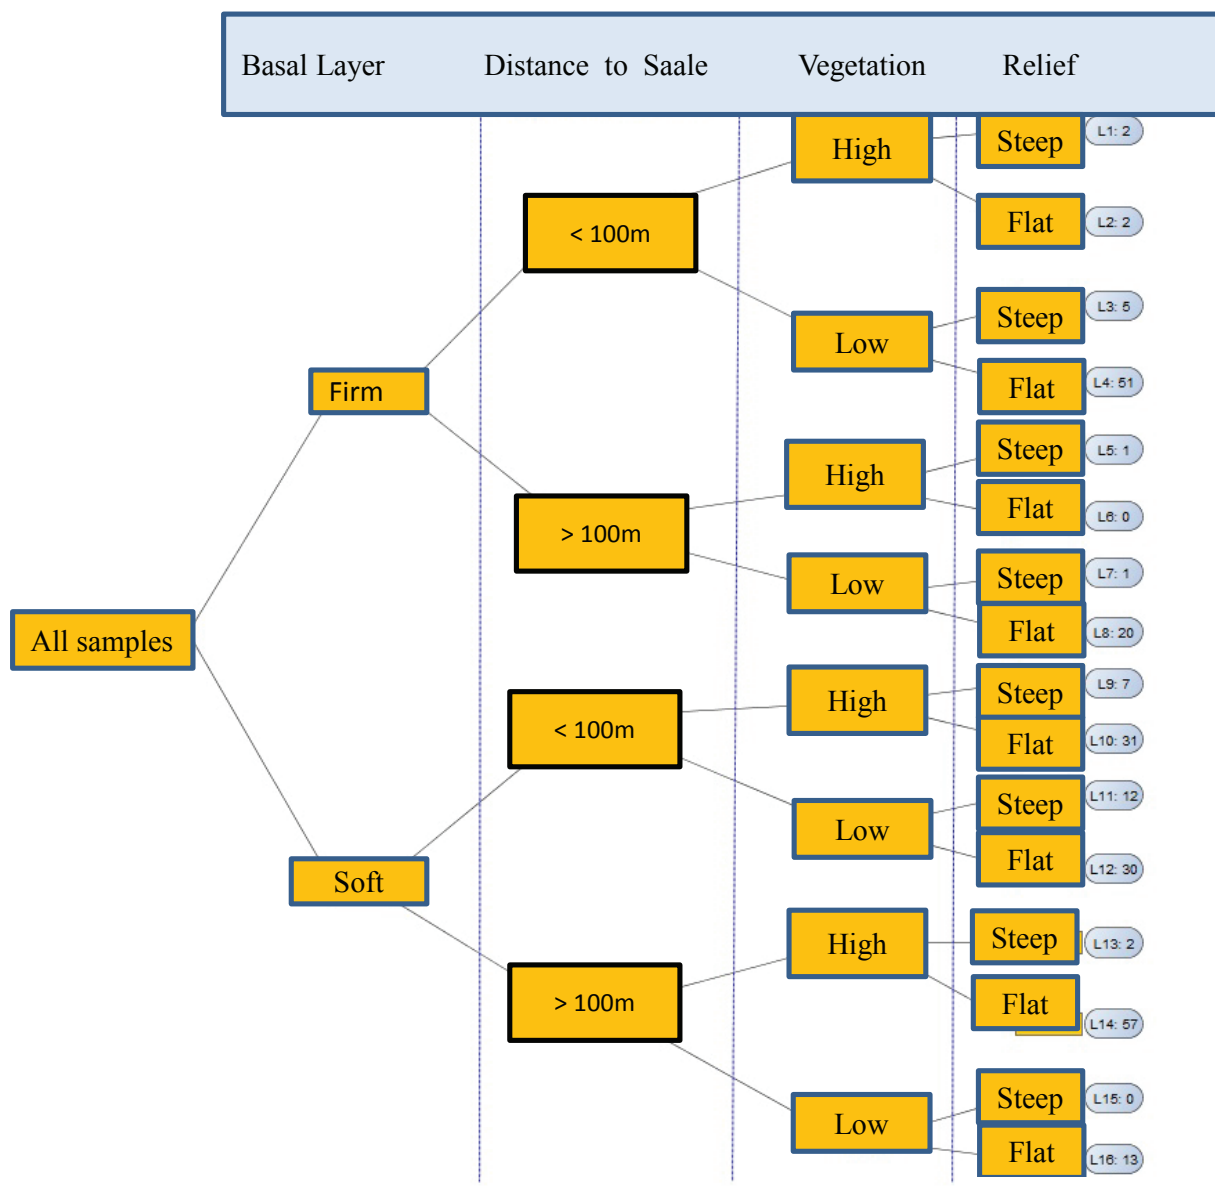 Basal Layer Distance to Saale Vegetation Relief
High
Steep
L1: 2
Flat
L2: 2
< 100m
Low
Steep
L3: 5
Flat
L4: 51
Firm
High
Steep
L5: 1
Flat
L6: 0
> 100m
Low
Steep
L7: 1
Flat
L8: 20
All samples
High
Steep
L9: 7
Flat
L10: 31
< 100m
Low
Steep
L11: 12
Flat
L12: 30
Soft
High
Steep
L13: 2
Flat
L14: 57
> 100m
Low
Steep
L15: 0
Flat
L16: 13